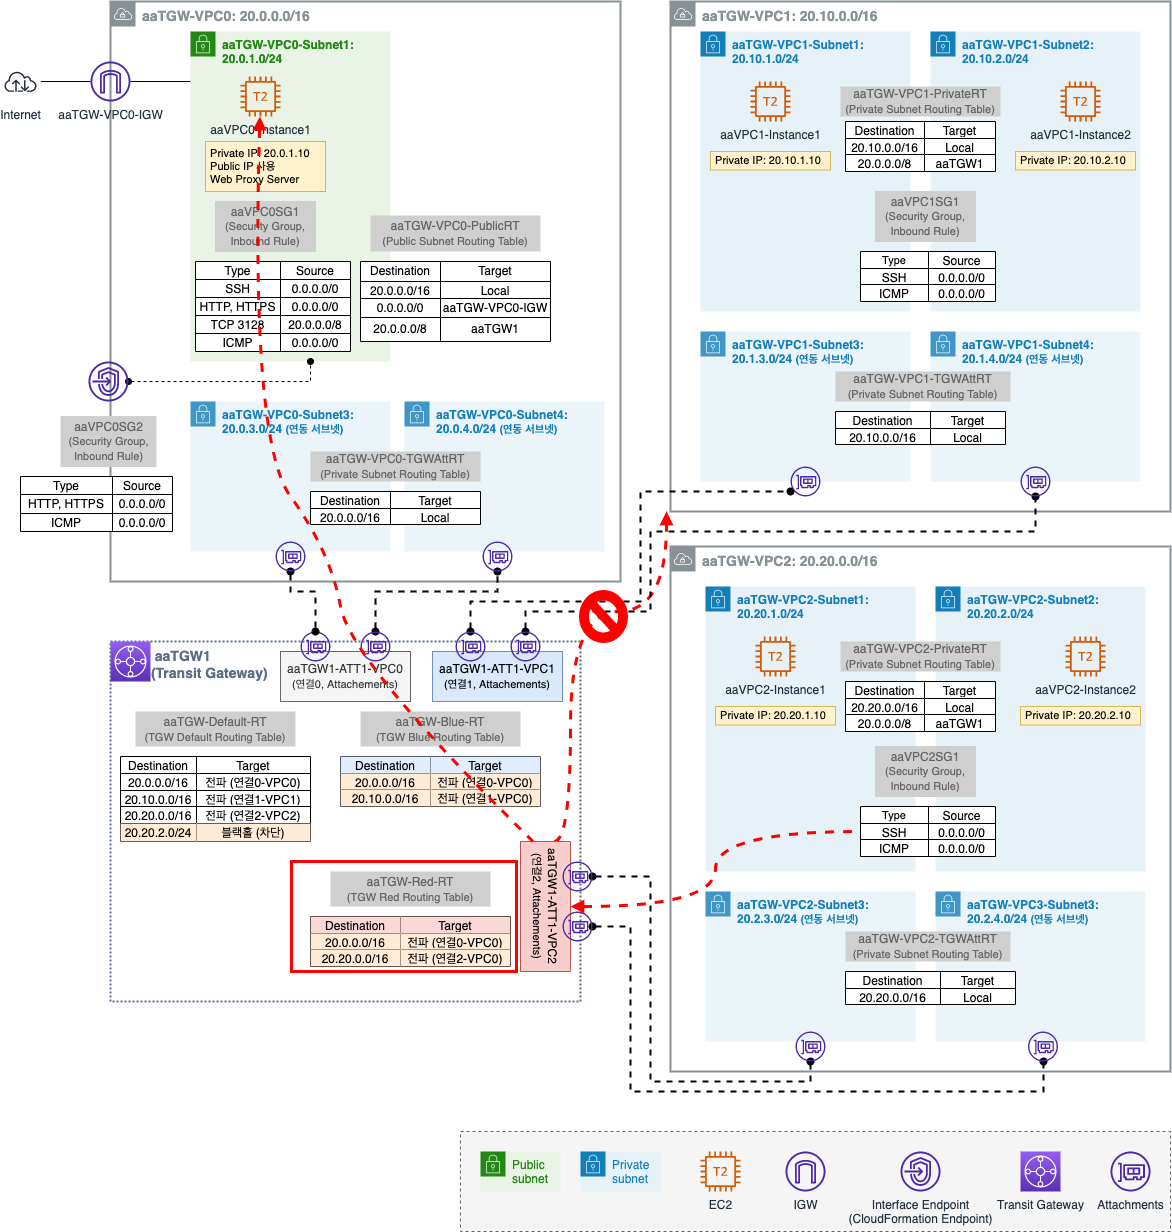 aaTGW-VPC0: 20.0.0.0/16
aaTGW-VPC0-Subnet1:
20.0.1.0/24
Internet
aaTGW-VPC0-IGW
T2
aaVPC0-Instance1
Private IP: 20.0.1.10
Public IP 사용
Web Proxy Server
aaVPC0SG1
(Security Group,
Inbound Rule)
Type Source
SSH 0.0.0.0/0
HTTP, HTTPS 0.0.0.0/0
TCP 3128 20.0.0.0/8
ICMP 0.0.0.0/0
aaTGW-VPC0-PublicRT
(Public Subnet Routing Table)
Destination Target
20.0.0.0/16 Local
0.0.0.0/0 aaTGW-VPC0-IGW
20.0.0.0/8 aaTGW1
aaVPC0SG2
(Security Group,
Inbound Rule)
Type Source
HTTP, HTTPS 0.0.0.0/0
ICMP 0.0.0.0/0
aaTGW-VPC0-Subnet3:
20.0.3.0/24 (연동 서브넷)
aaTGW-VPC0-Subnet4:
20.0.4.0/24 (연동 서브넷)
aaTGW-VPC0-TGWAttRT
(Private Subnet Routing Table)
Destination Target
20.0.0.0/16 Local
aaTGW-VPC1: 20.10.0.0/16
aaTGW-VPC1-Subnet1:
20.10.1.0/24
aaTGW-VPC1-Subnet2:
20.10.2.0/24
T2
aaVPC1-Instance1
Private IP: 20.10.1.10
aaTGW-VPC1-PrivateRT
(Private Subnet Routing Table)
Destination Target
20.10.0.0/16 Local
20.0.0.0/8 aaTGW1
T2
aaVPC1-Instance2
Private IP: 20.10.2.10
aaVPC1SG1
(Security Group,
Inbound Rule)
Type Source
SSH 0.0.0.0/0
ICMP 0.0.0.0/0
aaTGW-VPC1-Subnet3:
20.1.3.0/24 (연동 서브넷)
aaTGW-VPC1-Subnet4:
20.1.4.0/24 (연동 서브넷)
aaTGW-VPC1-TGWAttRT
(Private Subnet Routing Table)
Destination Target
20.10.0.0/16 Local
aaTGW-VPC2: 20.20.0.0/16
aaTGW-VPC2-Subnet1:
20.20.1.0/24
aaTGW-VPC2-Subnet2:
20.20.2.0/24
T2
aaVPC2-Instance1
Private IP: 20.20.1.10
aaTGW-VPC2-PrivateRT
(Private Subnet Routing Table)
Destination Target
20.20.0.0/16 Local
20.0.0.0/8 aaTGW1
T2
aaVPC2-Instance2
Private IP: 20.20.2.10
aaVPC2SG1
(Security Group,
Inbound Rule)
Type Source
SSH 0.0.0.0/0
ICMP 0.0.0.0/0
aaTGW-VPC2-Subnet3:
20.2.3.0/24 (연동 서브넷)
aaTGW-VPC3-Subnet3:
20.2.4.0/24 (연동 서브넷)
aaTGW-VPC2-TGWAttRT
(Private Subnet Routing Table)
Destination Target
20.20.0.0/16 Local
aaTGW1
(Transit Gateway)
aaTGW1-ATT1-VPC0
(연결0, Attachements)
aaTGW1-ATT1-VPC1
(연결1, Attachements)
aaTGW-Default-RT
(TGW Default Routing Table)
Destination Target
20.0.0.0/16 전파 (연결0-VPC0)
20.10.0.0/16 전파 (연결1-VPC1)
20.20.0.0/16 전파 (연결2-VPC2)
20.20.2.0/24 블랙홀 (차단)
aaTGW-Blue-RT
(TGW Blue Routing Table)
Destination Target
20.0.0.0/16 전파 (연결0-VPC0)
20.10.0.0/16 전파 (연결1-VPC0)
aaTGW-Red-RT
(TGW Red Routing Table)
Destination Target
20.0.0.0/16 전파 (연결0-VPC0)
20.20.0.0/16 전파 (연결2-VPC0)
aaTGW1-ATT1-VPC2
(연결2, Attachements)
Public
subnet
Private
subnet
T2
EC2
IGW
Interface Endpoint
(CloudFormation Endpoint)
Transit Gateway
Attachments